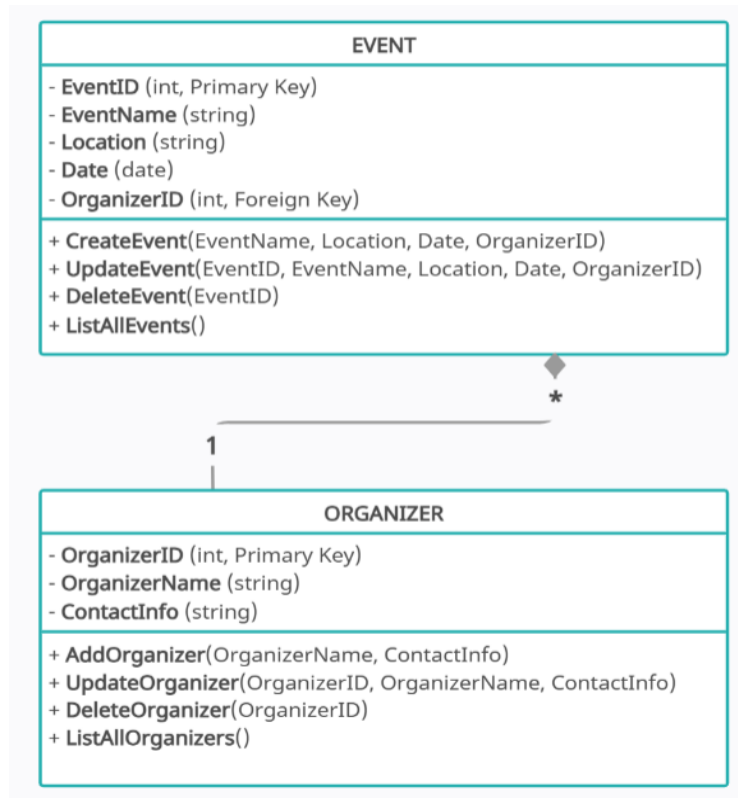 EVENT
- EventID (int, Primary Key)
- EventName (string)
- Location (string)
- Date (date)
- OrganizerID (int, Foreign Key)
+ CreateEvent(EventName, Location, Date, OrganizerID)
+ UpdateEvent(EventID, EventName, Location, Date, OrganizerID)
+ DeleteEvent(EventID)
+ ListAllEvents()
*
1
ORGANIZER
- OrganizerID (int, Primary Key)
- OrganizerName (string)
- ContactInfo (string)
+ AddOrganizer(OrganizerName, ContactInfo)
+ UpdateOrganizer(OrganizerID, OrganizerName, ContactInfo)
+ DeleteOrganizer(OrganizerID)
+ ListAllOrganizers()